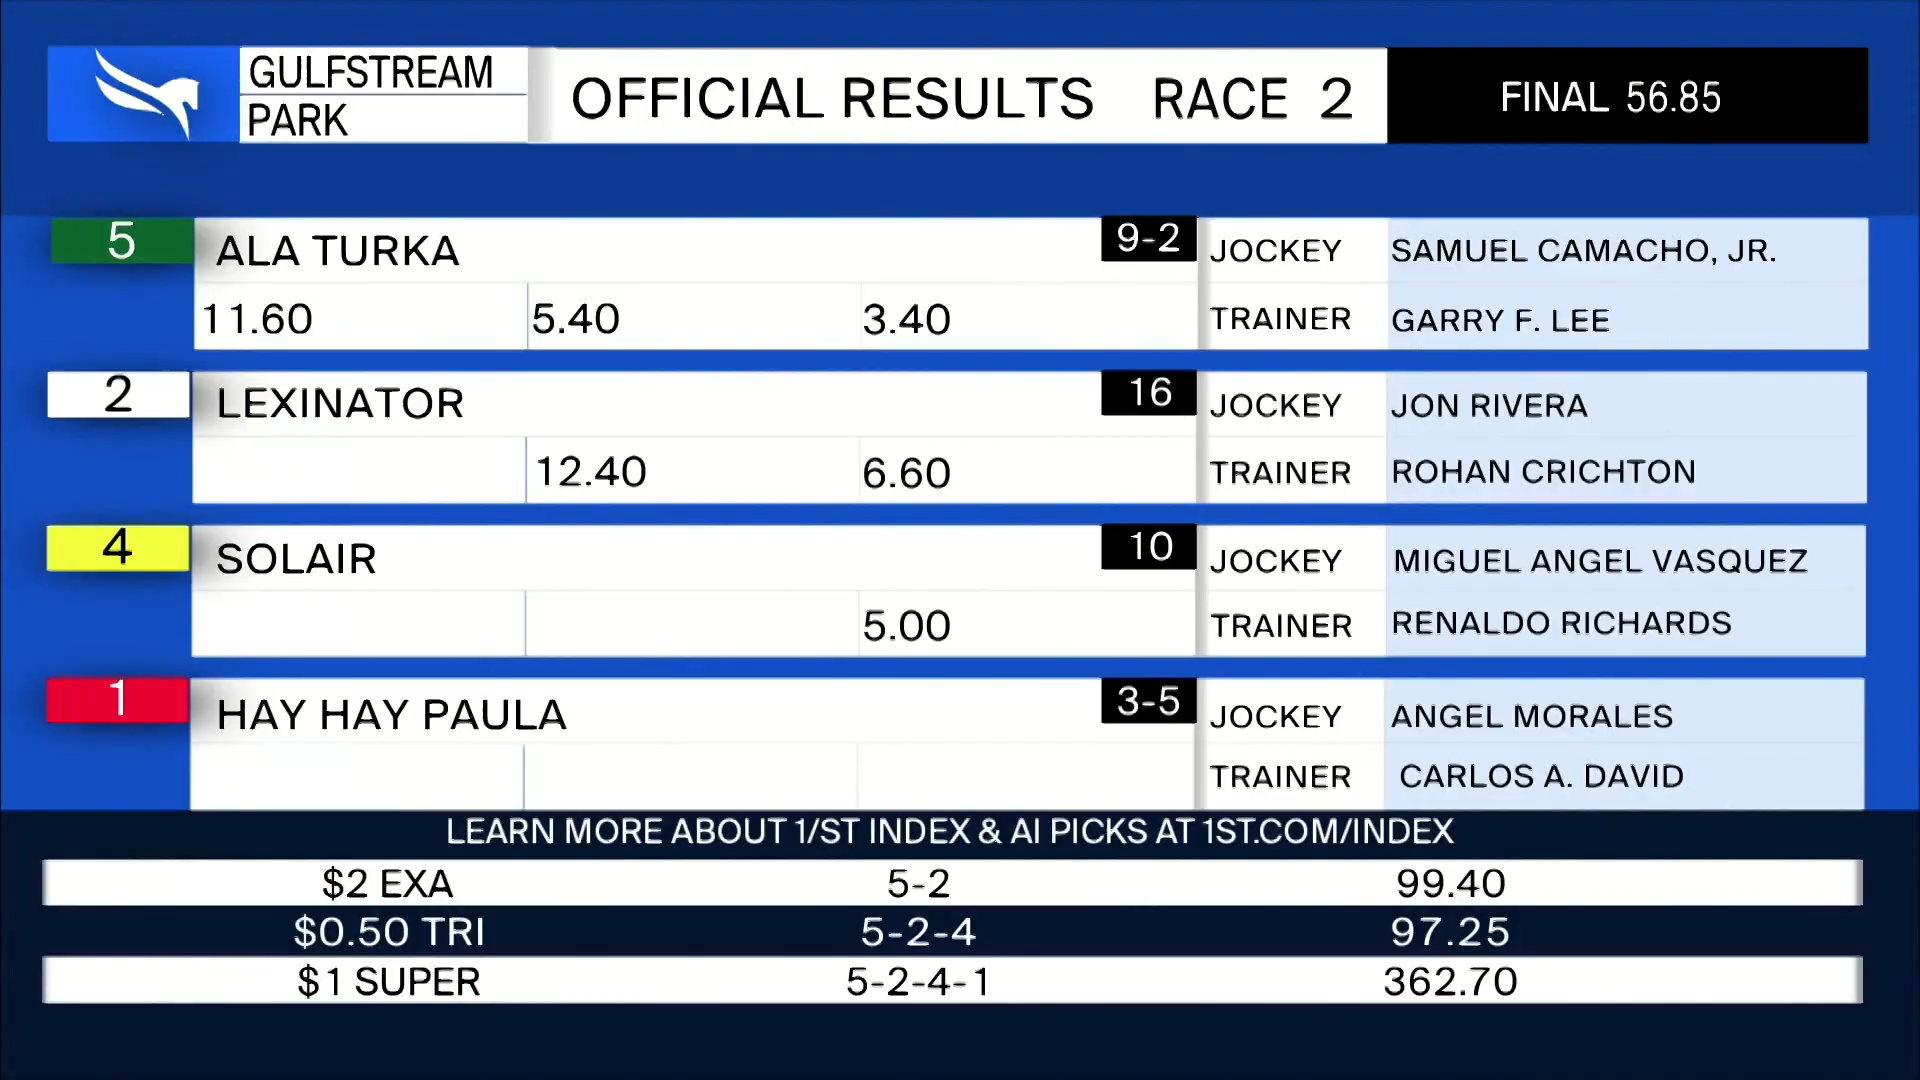 GULFSTREAM
PARK
OFFICIAL RESULTS RACE 2
FINAL 56.85
5
ALA TURKA
9-2
JOCKEY SAMUEL CAMACHO, JR.
11.60 5.40 3.40
TRAINER GARRY F. LEE
2
LEXINATOR
16
JOCKEY JON RIVERA
12.40 6.60
TRAINER ROHAN CRICHTON
4
SOLAIR
10
JOCKEY MIGUEL ANGEL VASQUEZ
5.00
TRAINER RENALDO RICHARDS
1
HAY HAY PAULA
3-5
JOCKEY ANGEL MORALES
TRAINER CARLOS A. DAVID
LEARN MORE ABOUT 1/ST INDEX & AI PICKS AT 1ST.COM/INDEX
$2 EXA 5-2 99.40
$0.50 TRI 5-2-4 97.25
$1 SUPER 5-2-4-1 362.70